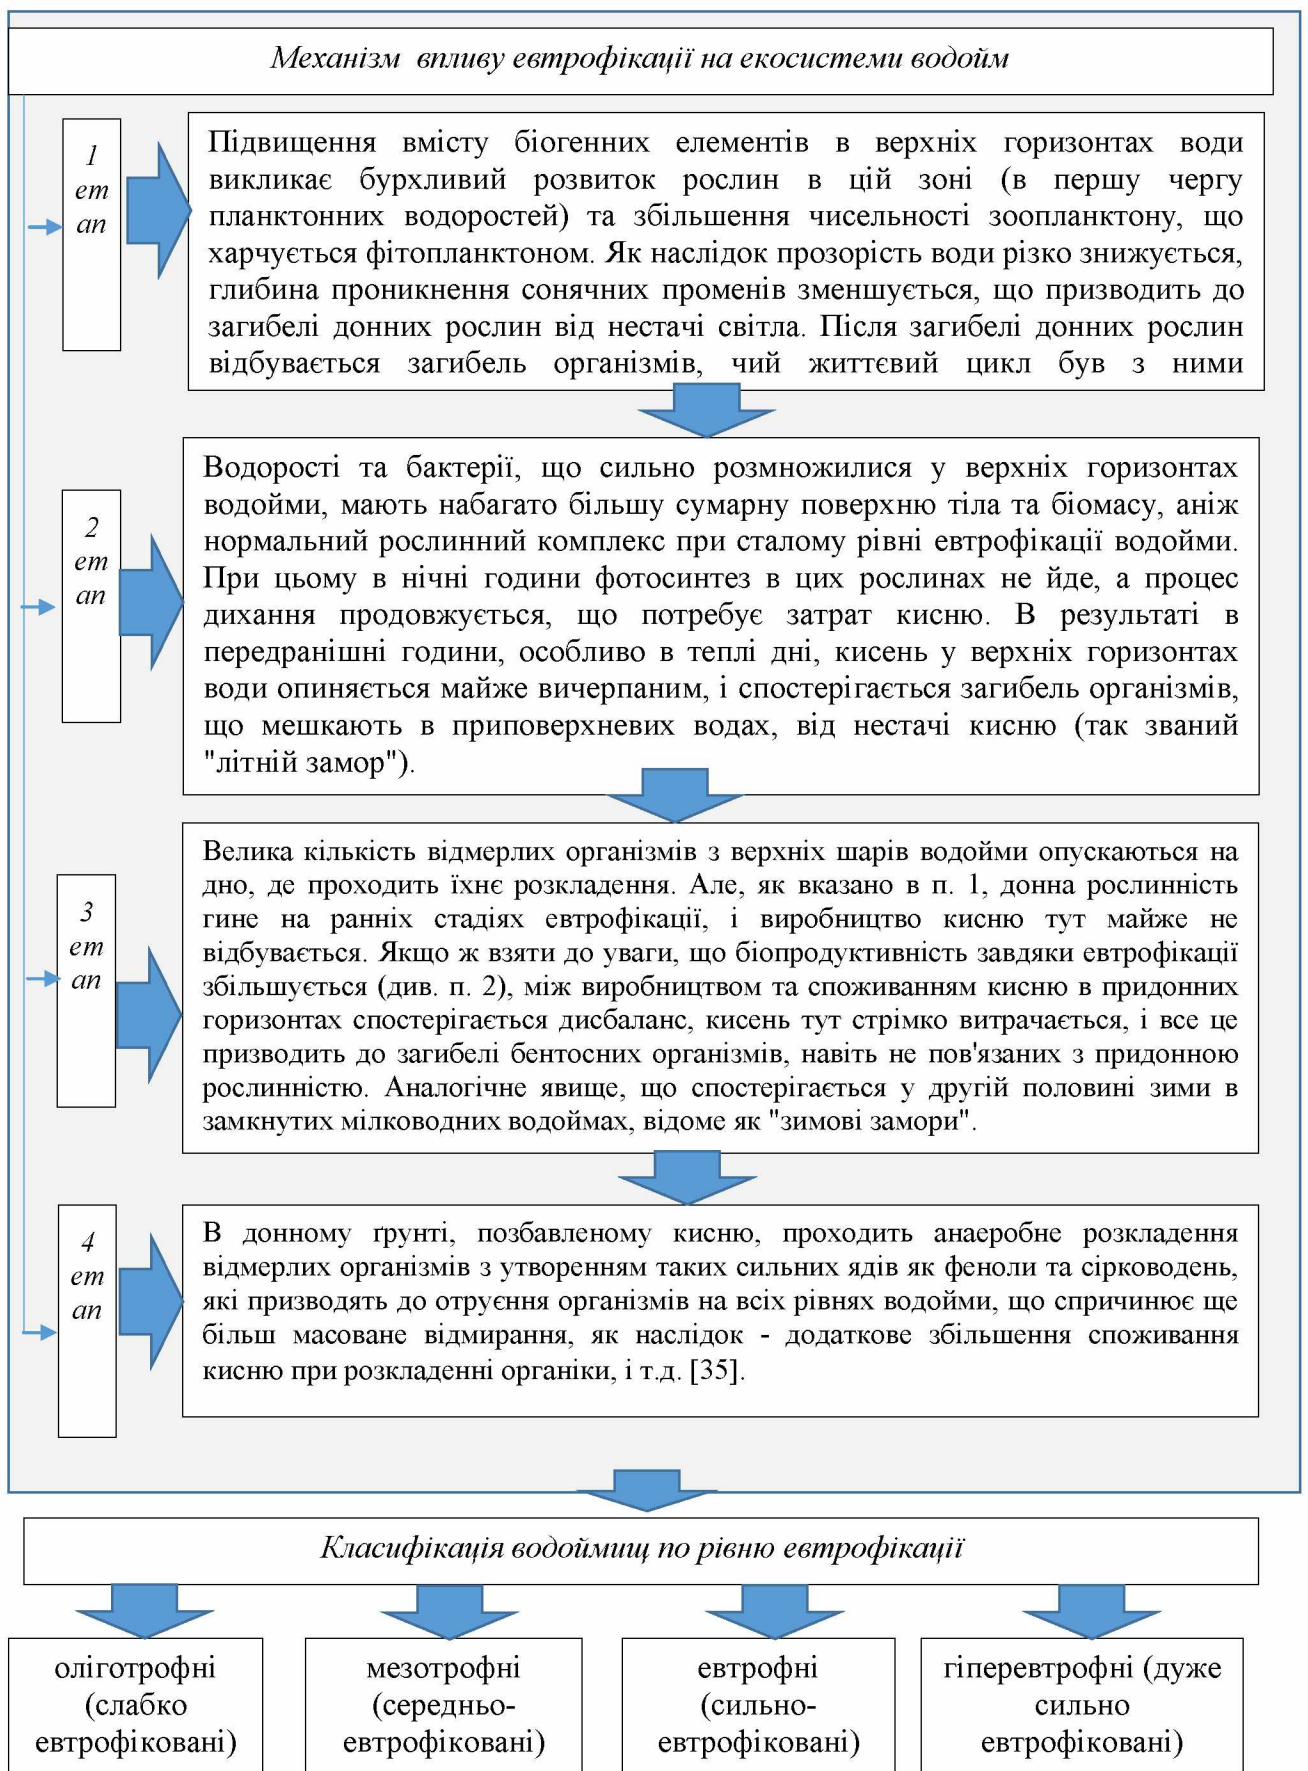 Механізм впливу евтрофікації на екосистеми водойм
1
ет
ап
Підвищення вмісту біогенних елементів в верхніх горизонтах води
викликає бурхливий розвиток рослин в цій зоні (в першу чергу
планктонних водоростей) та збільшення чисельності зоопланктону, що
харчується фітопланктоном. Як наслідок прозорість води різко знижується,
глибина проникнення сонячних променів зменшується, що призводить до
загибелі донних рослин від нестачі світла. Після загибелі донних рослин
відбувається загибель організмів, чий життєвий цикл був з ними
2
ет
ап
Водорості та бактерії, що сильно розмножилися у верхніх горизонтах
водойми, мають набагато більшу сумарну поверхню тіла та біомасу, аніж
нормальний рослинний комплекс при сталому рівні евтрофікації водойми.
При цьому в нічні години фотосинтез в цих рослинах не йде, а процес
дихання продовжується, що потребує затрат кисню. В результаті в
передранішні години, особливо в теплі дні, кисень у верхніх горизонтах
води опиняється майже вичерпаним, і спостерігається загибель організмів,
що мешкають в приповерхневих водах, від нестачі кисню (так званий
"літній замор").
3
ет
ап
Велика кількість відмерлих організмів з верхніх шарів водойми опускаються на
дно, де проходить їхнє розкладення. Але, як вказано в п. 1, донна рослинність
гине на ранніх стадіях евтрофікації, і виробництво кисню тут майже не
відбувається. Якщо ж взяти до уваги, що біопродуктивність завдяки евтрофікації
збільшується (див. п. 2), між виробництвом та споживанням кисню в придонних
горизонтах спостерігається дисбаланс, кисень тут стрімко витрачається, і все це
призводить до загибелі бентосних організмів, навіть не пов'язаних з придонною
рослинністю. Аналогічне явище, що спостерігається у другій половині зими в
замкнутих мілководних водоймах, відоме як "зимові замори".
4
ет
ап
В донному ґрунті, позбавленому кисню, проходить анаеробне розкладення
відмерлих організмів з утворенням таких сильних ядів як феноли та сірководень,
які призводять до отруєння організмів на всіх рівнях водойми, що спричинює ще
більш масоване відмирання, як наслідок - додаткове збільшення споживання
кисню при розкладенні органіки, і т.д. [35].
Класифікація водоймищ по рівню евтрофікації
оліготрофні
(слабко
евтрофіковані)
мезотрофні
(середньо-
евтрофіковані)
евтрофні
(сильно-
евтрофіковані)
гіперевтрофні (дуже
сильно
евтрофіковані)